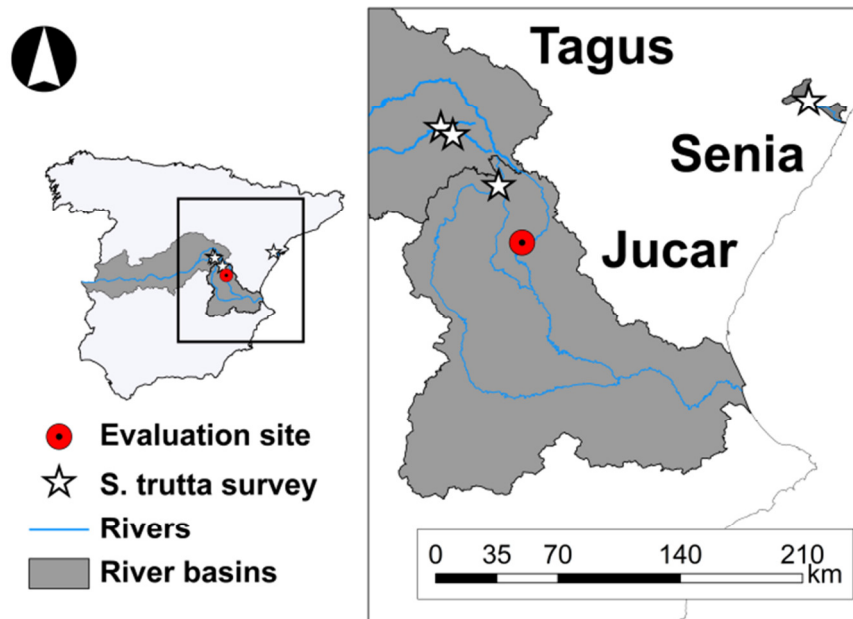 Tagus
Senia
Jucar
Evaluation site
S. trutta survey
Rivers
River basins
0 35 70 140 210
km